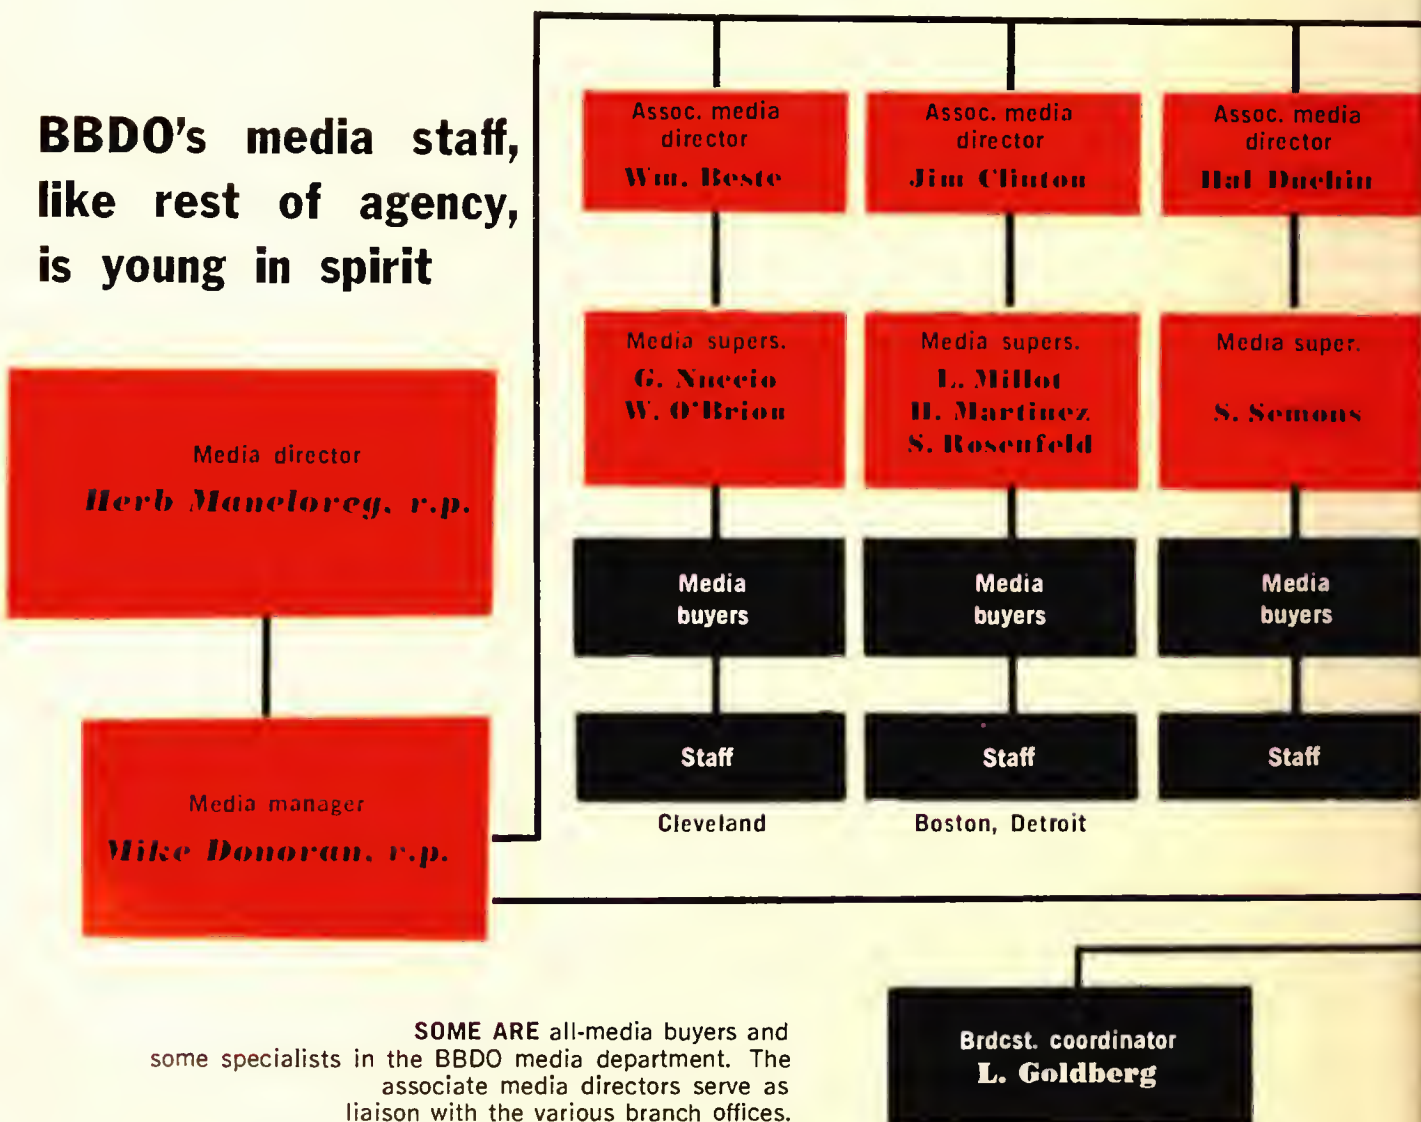 BBDO's media staff,
like rest of agency,
is young in spirit
Media director
Herb Maneloreg, r.p.
Media manager
Mike Donoran, r.p.
Assoc. media
director
Wm. Beste
Media supers.
G. Nuccio
W. O'Brion
Media
buyers
Staff
Cleveland
Assoc. media
director
Jim Clinton
Media supers.
L. Millot
H. Martinez
S. Rosenfeld
Media
buyers
Staff
Boston, Detroit
Assoc. media
director
Hal Duchin
Media super.
S. Semons
Media
buyers
Staff
SOME ARE all-media buyers and
some specialists in the BBDO media department. The
associate media directors serve as
liaison with the various branch offices.
Brdcst. coordinator
L. Goldberg